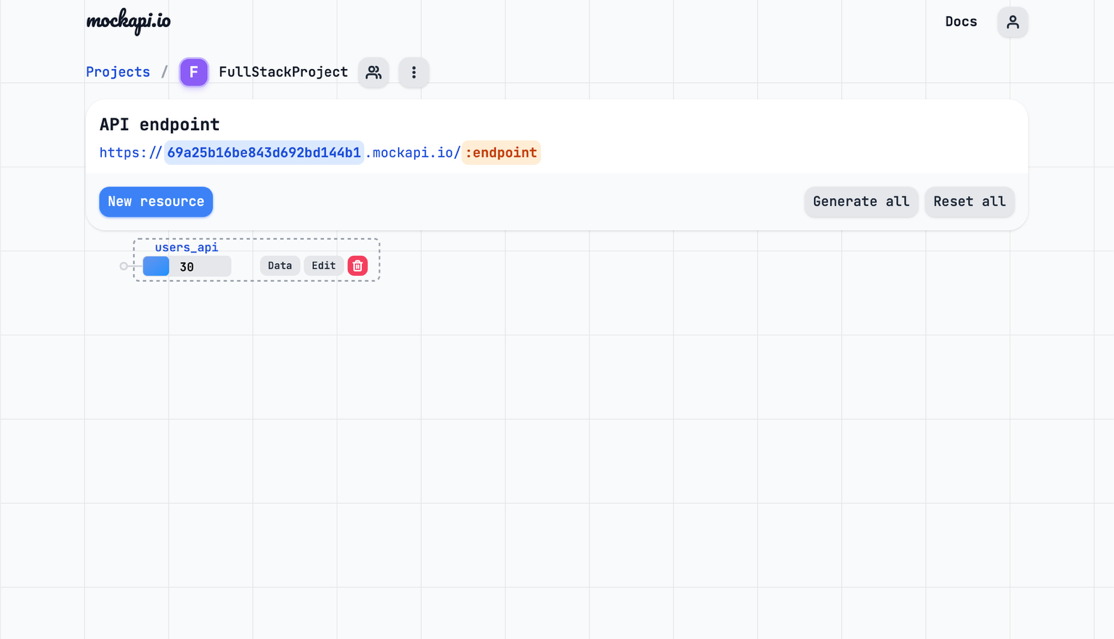 mockapi.io
Docs
Projects / F FullStackProject
API endpoint
https://69a25b16be843d692bd144b1.mockapi.io/:endpoint
New resource
Generate all
Reset all
users_api
30
Data
Edit